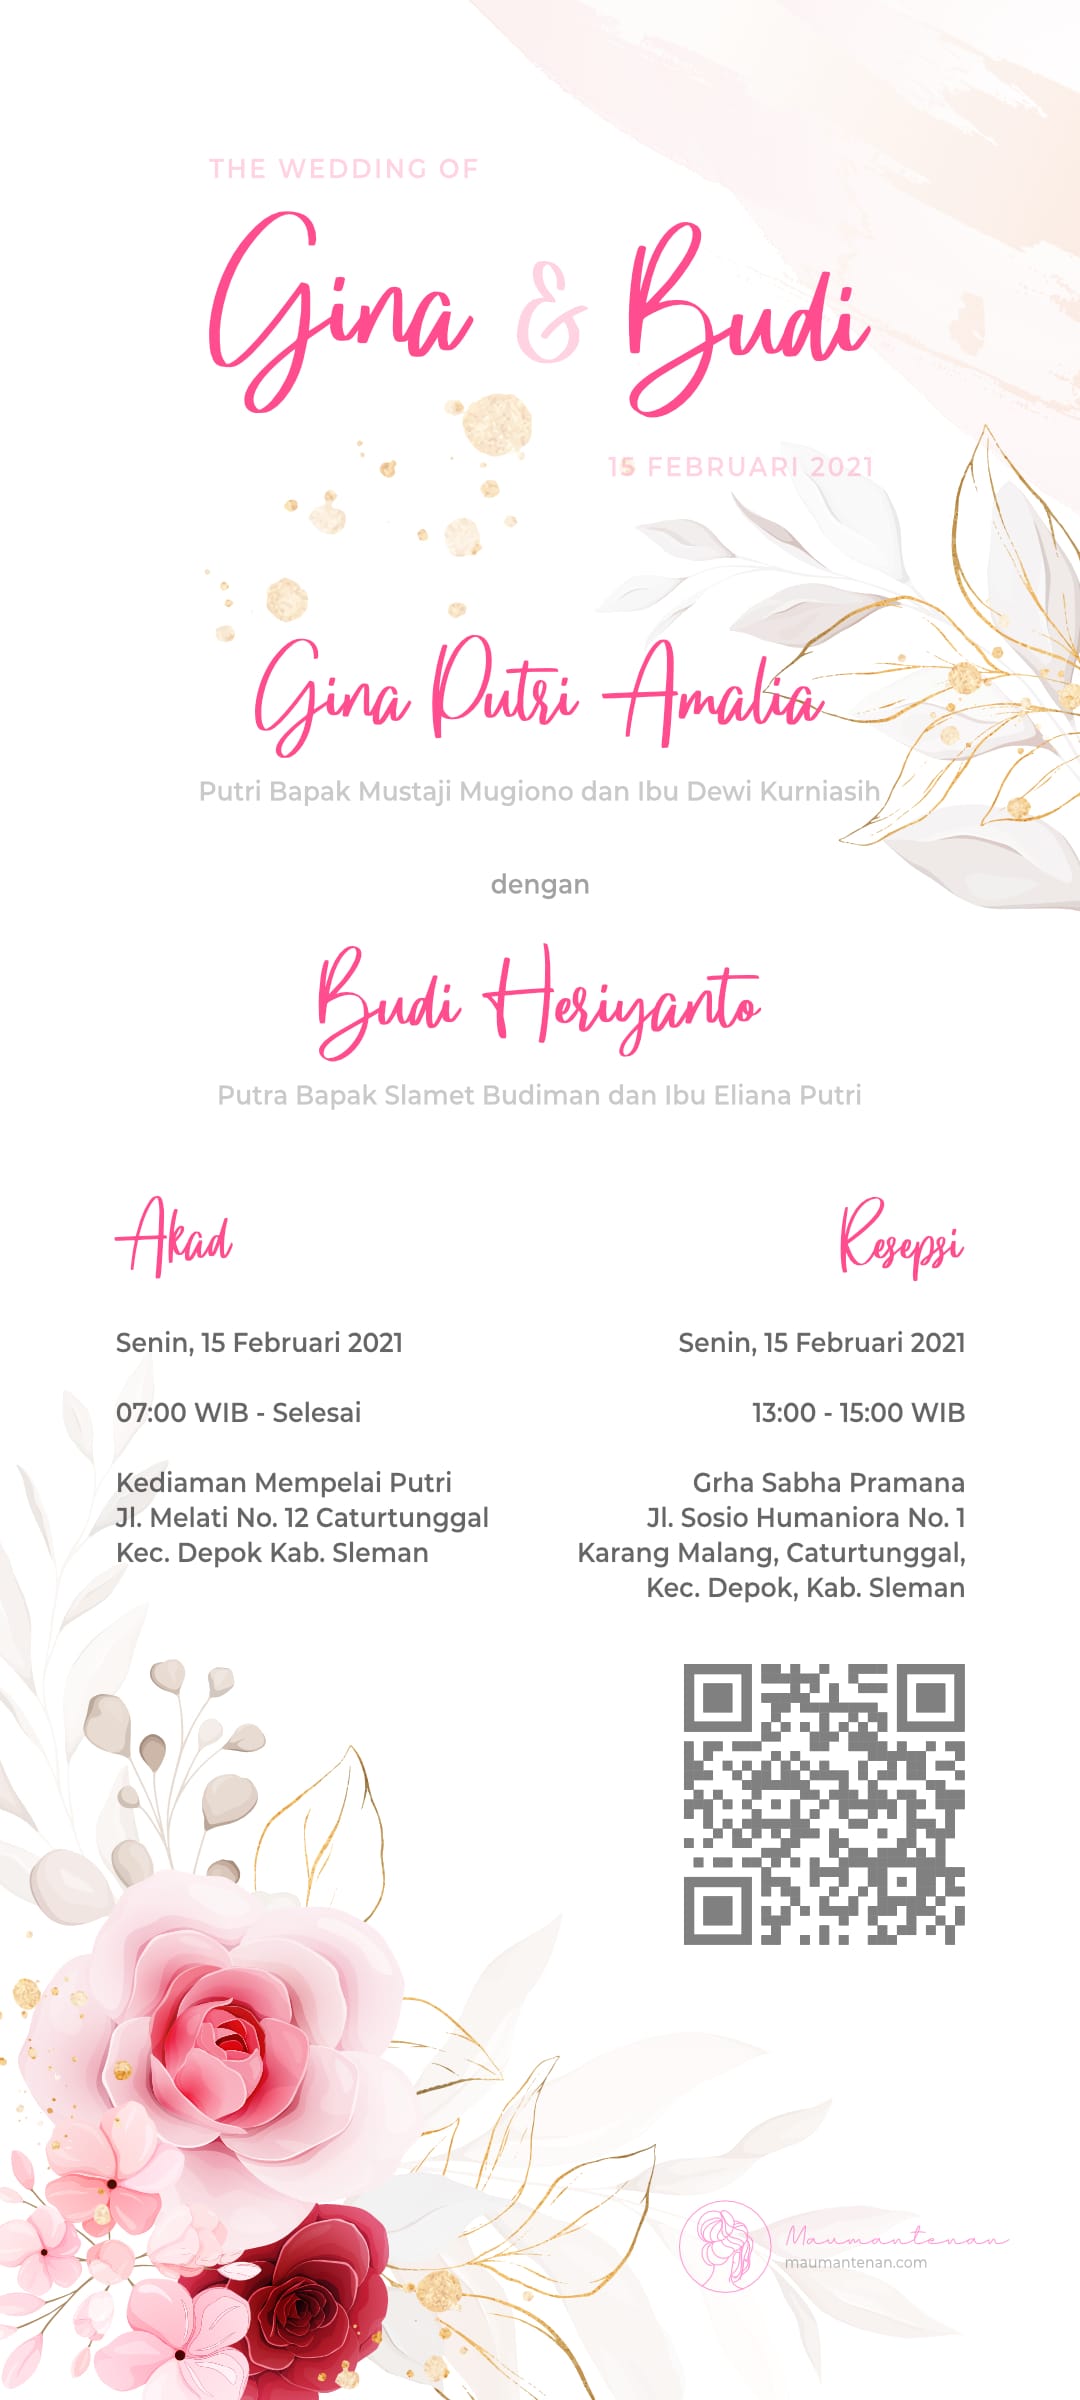 THE WEDDING OF
Gina & Budi
15 FEBRUARI 2021
Gina Putri Amalia
Putri Bapak Mustaji Mugiono dan Ibu Dewi Kurniasih
dengan
Budi Heriyanto
Putra Bapak Slamet Budiman dan Ibu Eliana Putri
Akad
Senin, 15 Februari 2021
07:00 WIB - Selesai
Kediaman Mempelai Putri
Jl. Melati No. 12 Caturtunggal
Kec. Depok Kab. Sleman
Resepsi
Senin, 15 Februari 2021
13:00 - 15:00 WIB
Grha Sabha Pramana
Jl. Sosio Humaniora No. 1
Karang Malang, Caturtunggal,
Kec. Depok, Kab. Sleman
Maumantenan
maumantenan.com